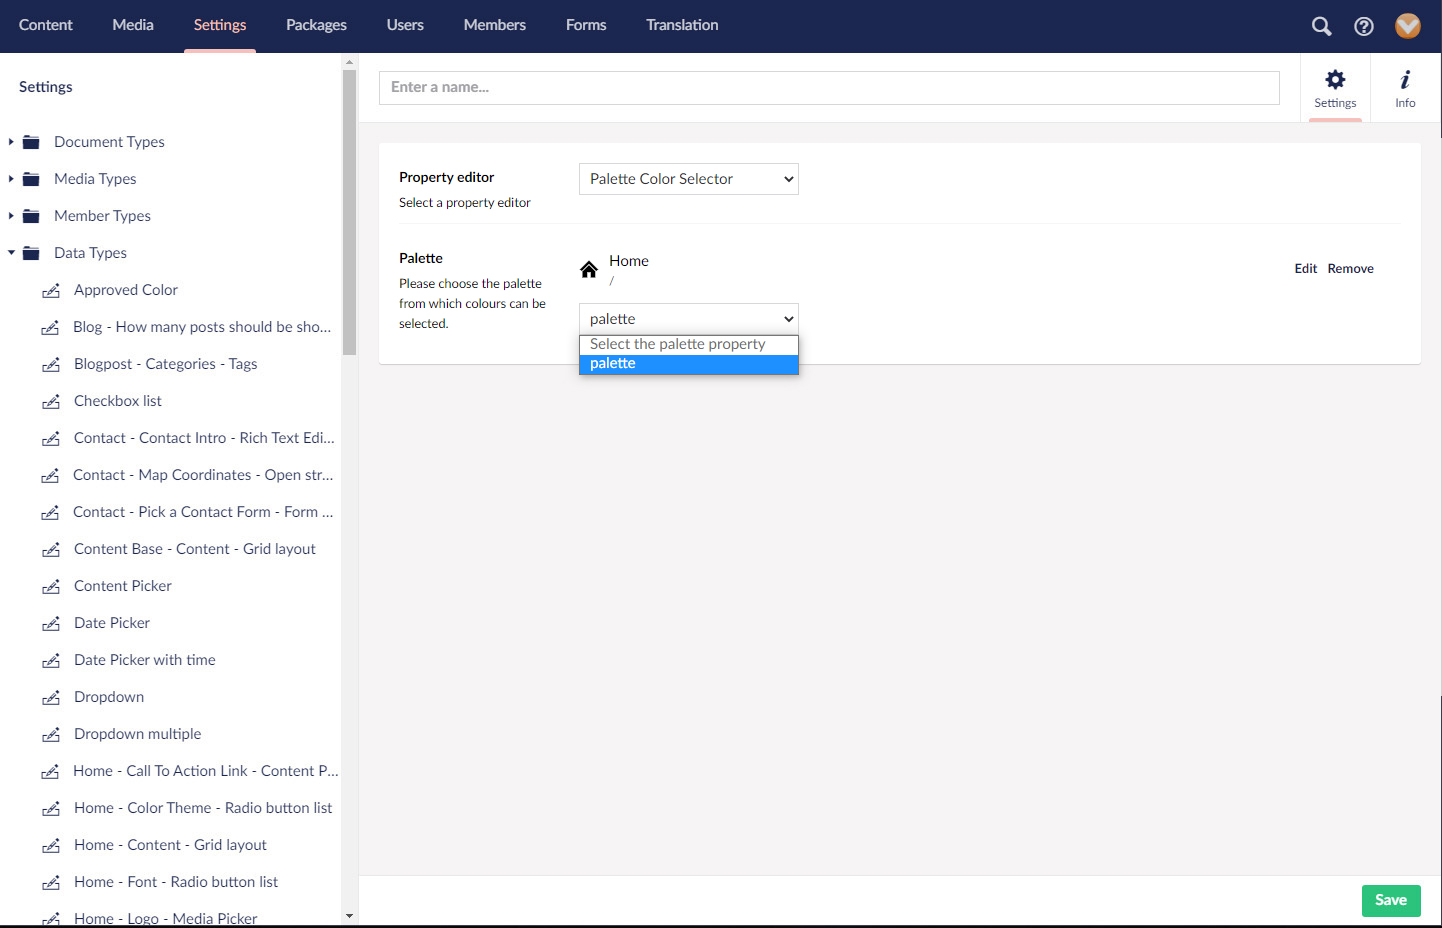 Content Media Settings Packages Users Members Forms Translation
Settings
Document Types
Media Types
Member Types
Data Types
Approved Color
Blog - How many posts should be sho...
Blogpost - Categories - Tags
Checkbox list
Contact - Contact Intro - Rich Text Edi...
Contact - Map Coordinates - Open str...
Contact - Pick a Contact Form - Form ...
Content Base - Content - Grid layout
Content Picker
Date Picker
Date Picker with time
Dropdown
Dropdown multiple
Home - Call To Action Link - Content P...
Home - Color Theme - Radio button list
Home - Content - Grid layout
Home - Font - Radio button list
Home - Logo - Media Picker
Enter a name...
Settings
Info
Property editor
Select a property editor
Palette Color Selector
Palette
Please choose the palette
from which colours can be
selected.
Home
/
Edit Remove
palette
Select the palette property
palette
Save